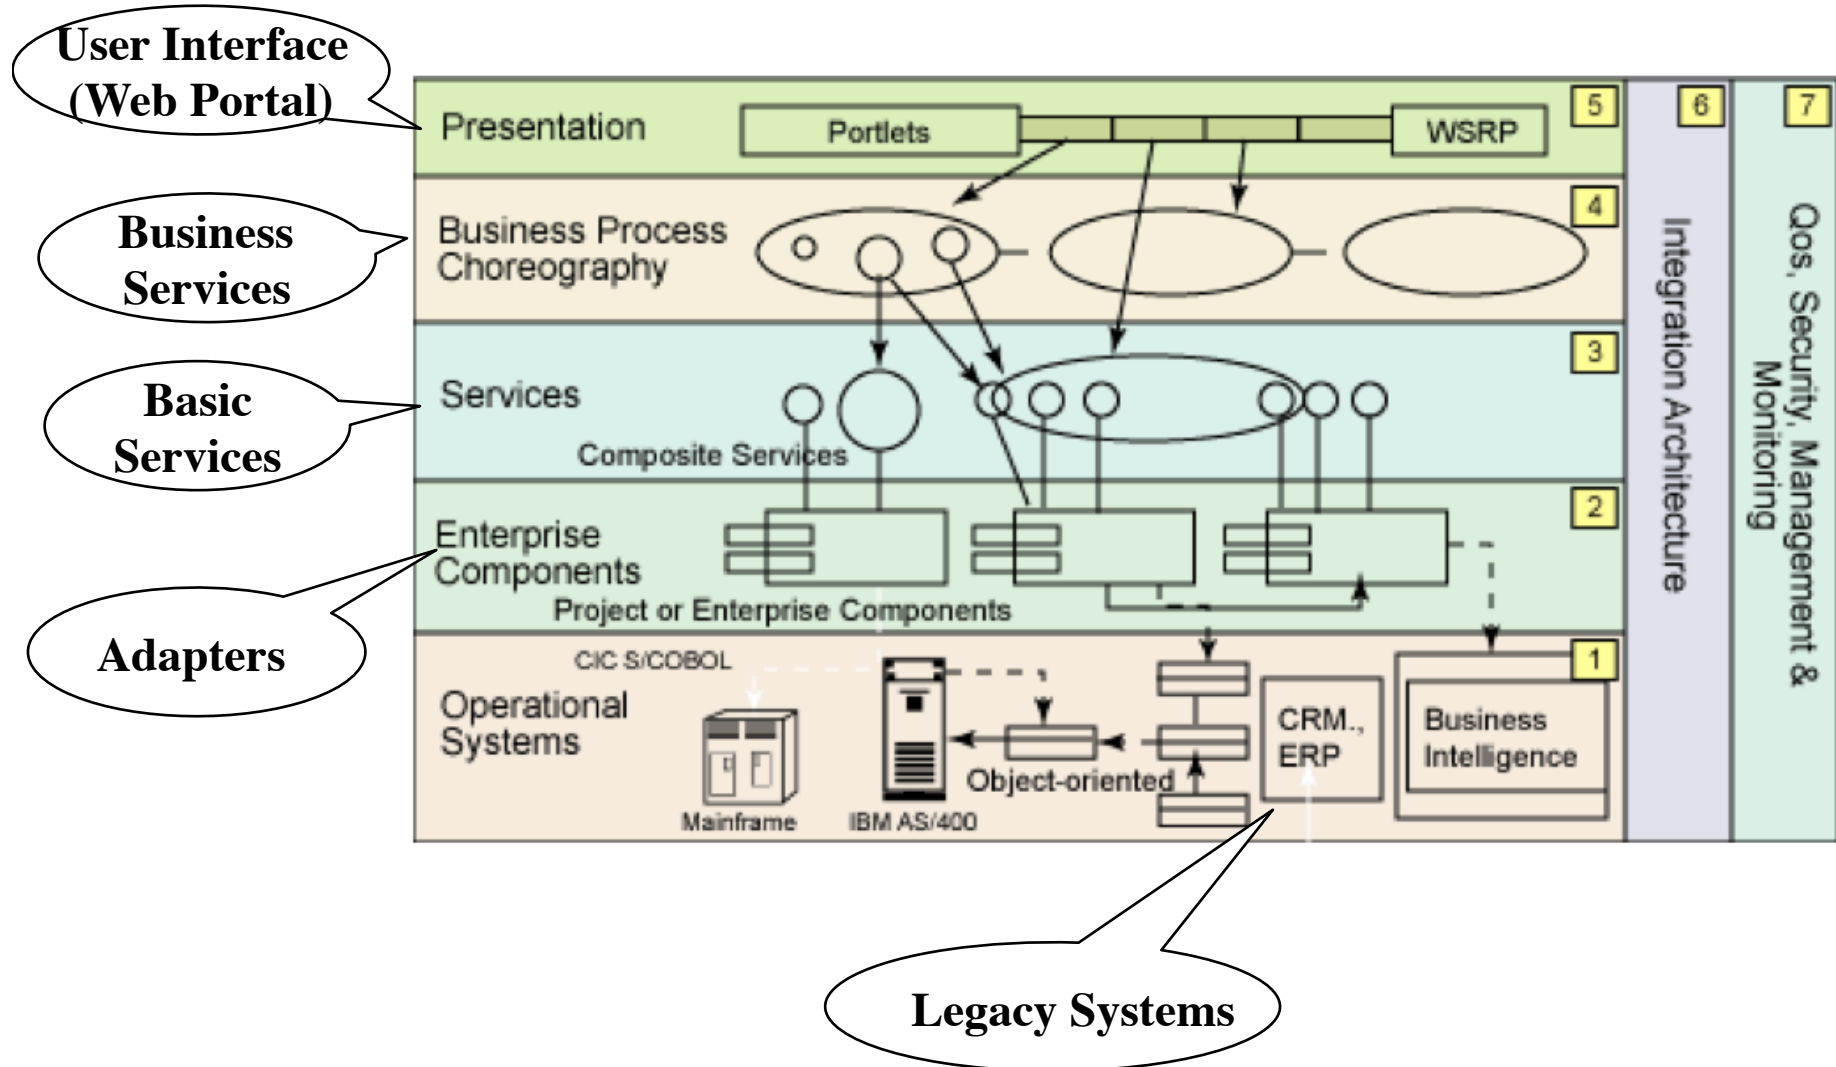 User Interface
(Web Portal)
Presentation
Portlets
WSRP
5
6
7
Business
Services
Business Process
Choreography
4
Basic
Services
Services
Composite Services
3
Adapters
Enterprise
Components
Project or Enterprise Components
2
CIC S/COBOL
Operational
Systems
Mainframe
IBM AS/400
Object-oriented
CRM.,
ERP
Business
Intelligence
1
Integration Architecture
Qos, Security, Management &
Monitoring
Legacy Systems